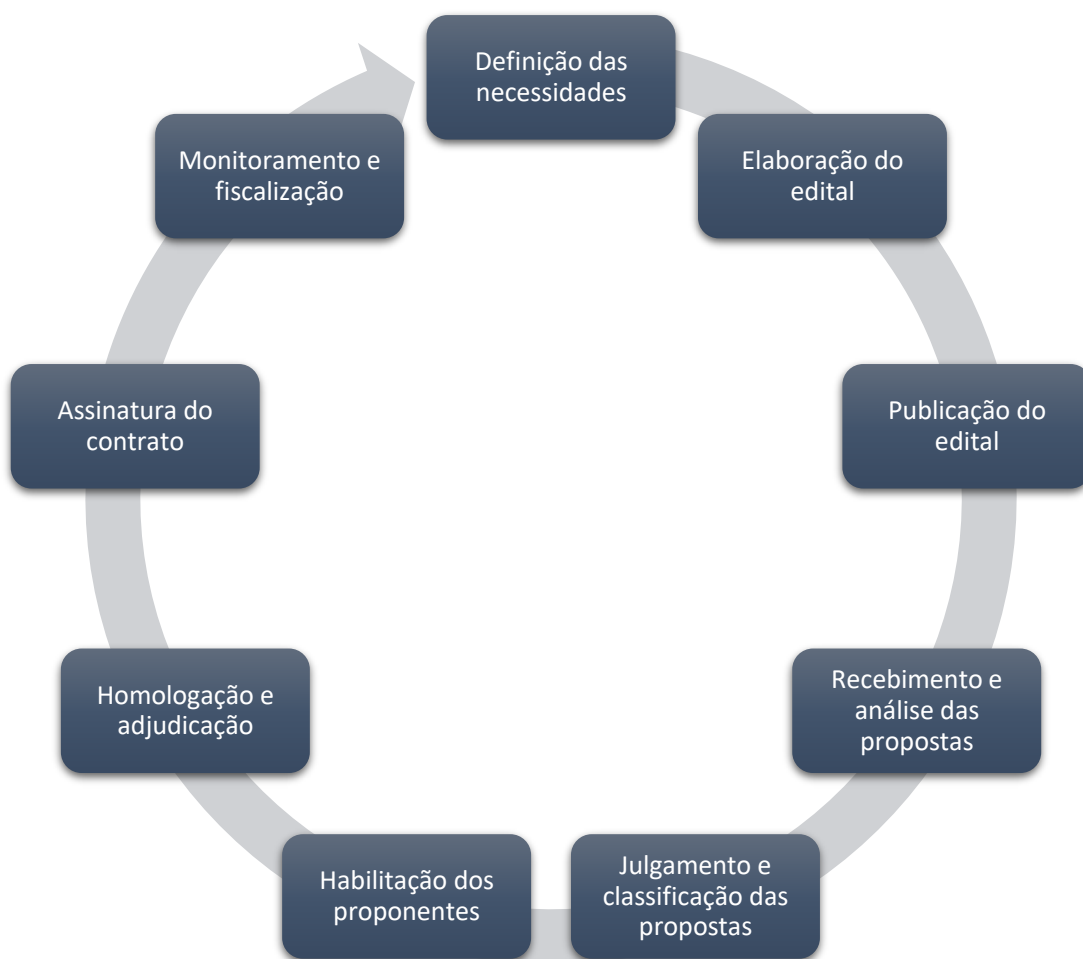 Definição das
necessidades
Elaboração do
edital
Publicação do
edital
Recebimento e
análise das
propostas
Julgamento e
classificação das
propostas
Habilitação dos
proponentes
Homologação e
adjudicação
Assinatura do
contrato
Monitoramento e
fiscalização